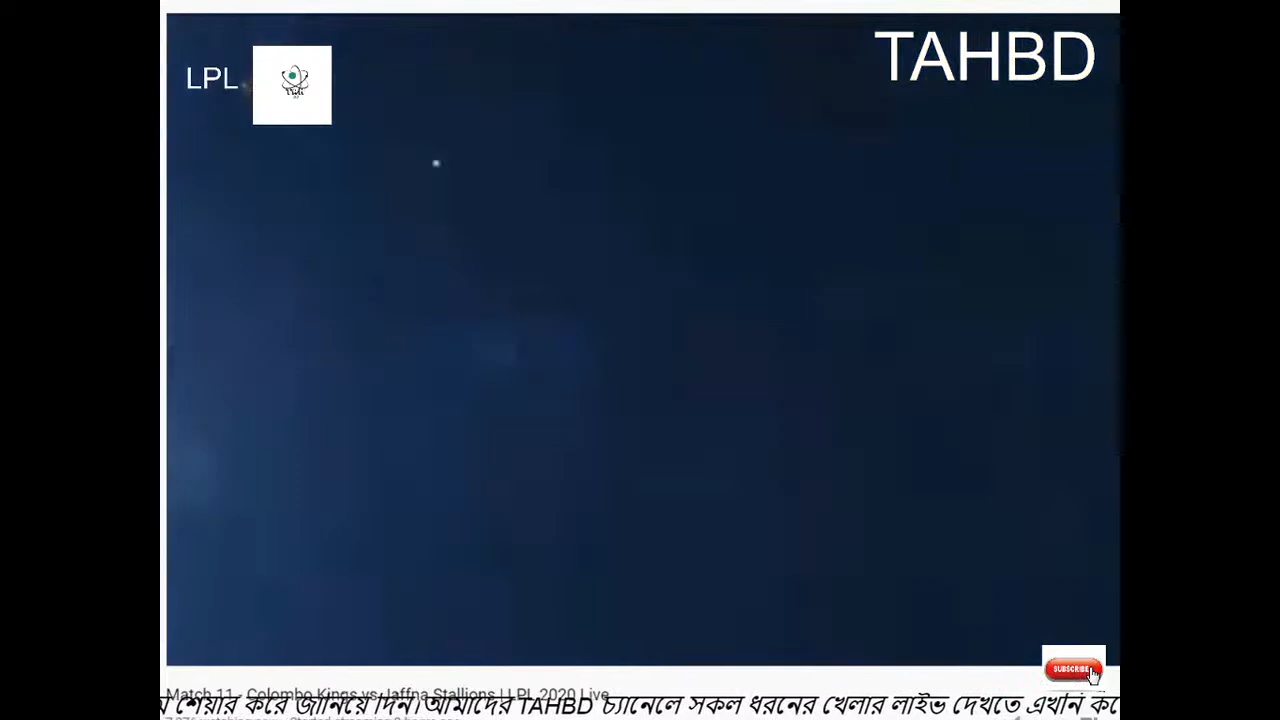 TAHBD
LPL
SUBSCRIBE
Match 11 - Colombo Kings vs Jaffna Stallions | LPL 2020 Live
শেয়ার করে জানিয়ে দিন।আমাদের TAHBD চ্যানেলে সকল ধরনের খেলার লাইভ দেখতে এখনি